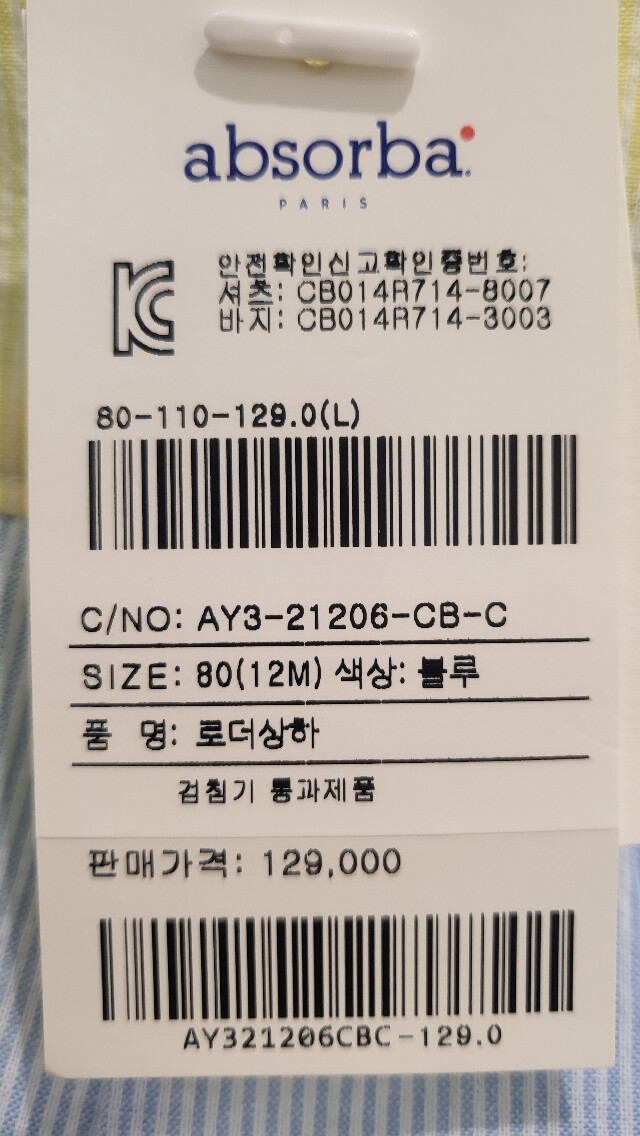 absorba
PARIS
안전확인신고확인증번호:
셔츠: CB014R714-8007
바지: CB014R714-3003
80-110-129.0(L)
C/NO: AY3-21206-CB-C
SIZE: 80(12M) 색상: 블루
품 명: 로더상하
검침기 통과제품
판매가격: 129,000
AY321206CBC-129.0